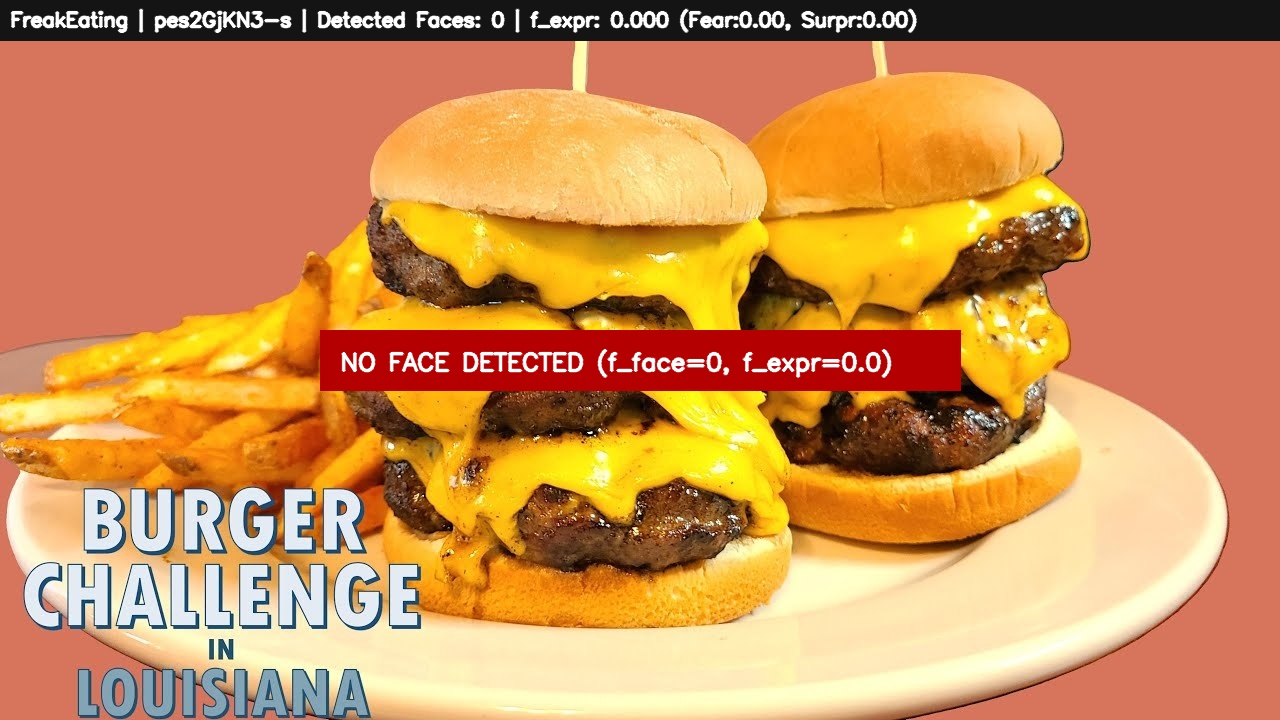 FreakEating | pes2GjKN3-s | Detected Faces: 0 | f_expr: 0.000 (Fear:0.00, Surpr:0.00)
NO FACE DETECTED (f_face=0, f_expr=0.0)
BURGER
CHALLENGE
IN
LOUISIANA